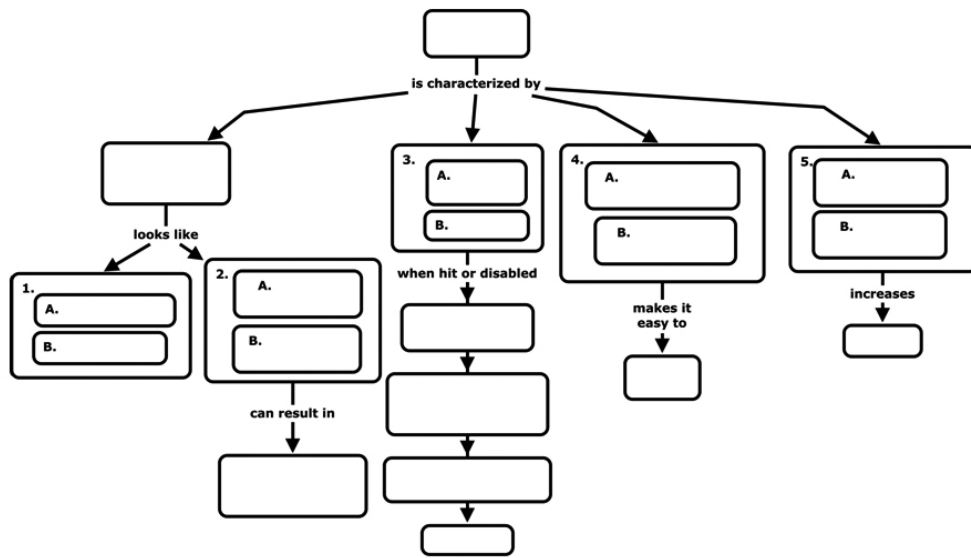 is characterized by
3.
A.
B.
4.
A.
B.
5.
A.
B.
looks like
1.
A.
B.
2.
A.
B.
when hit or disabled
makes it
easy to
increases
can result in